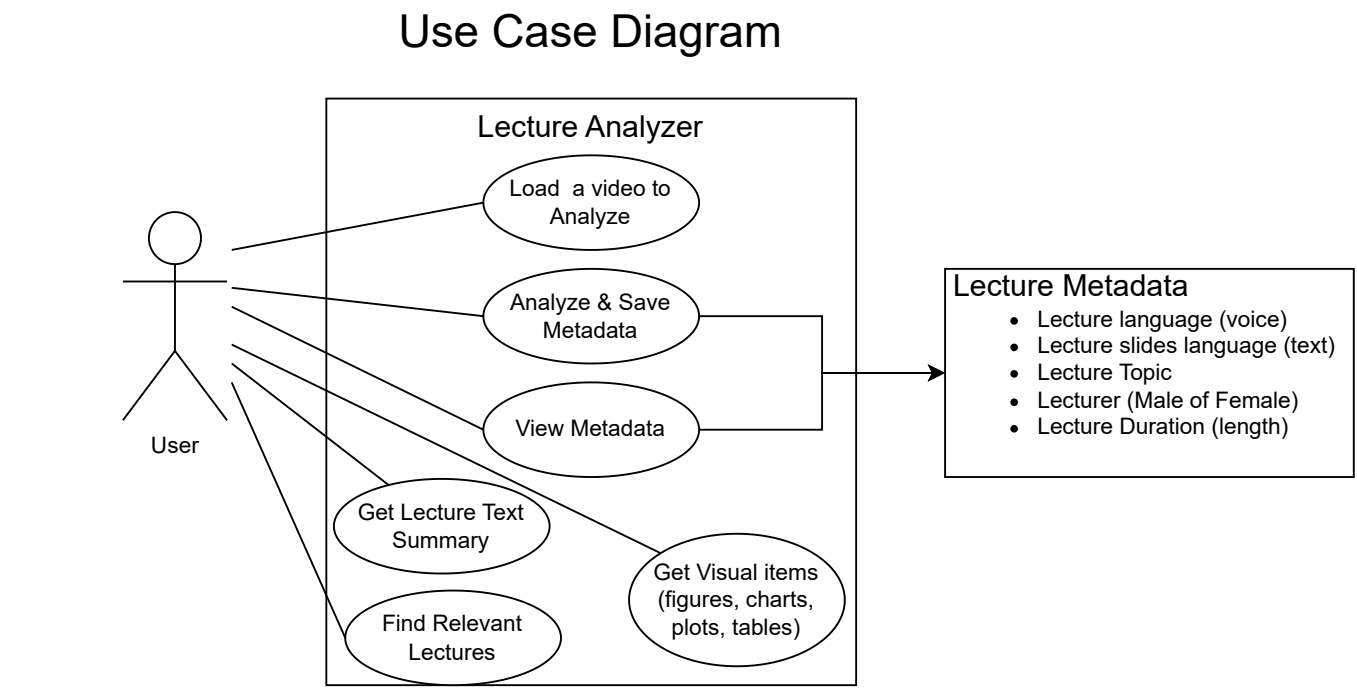 Use Case Diagram
Lecture Analyzer
Load a video to
Analyze
Analyze & Save
Metadata
View Metadata
Get Lecture Text
Summary
Get Visual items
(figures, charts,
plots, tables)
Find Relevant
Lectures
User
Lecture Metadata
• Lecture language (voice)
• Lecture slides language (text)
• Lecture Topic
• Lecturer (Male of Female)
• Lecture Duration (length)